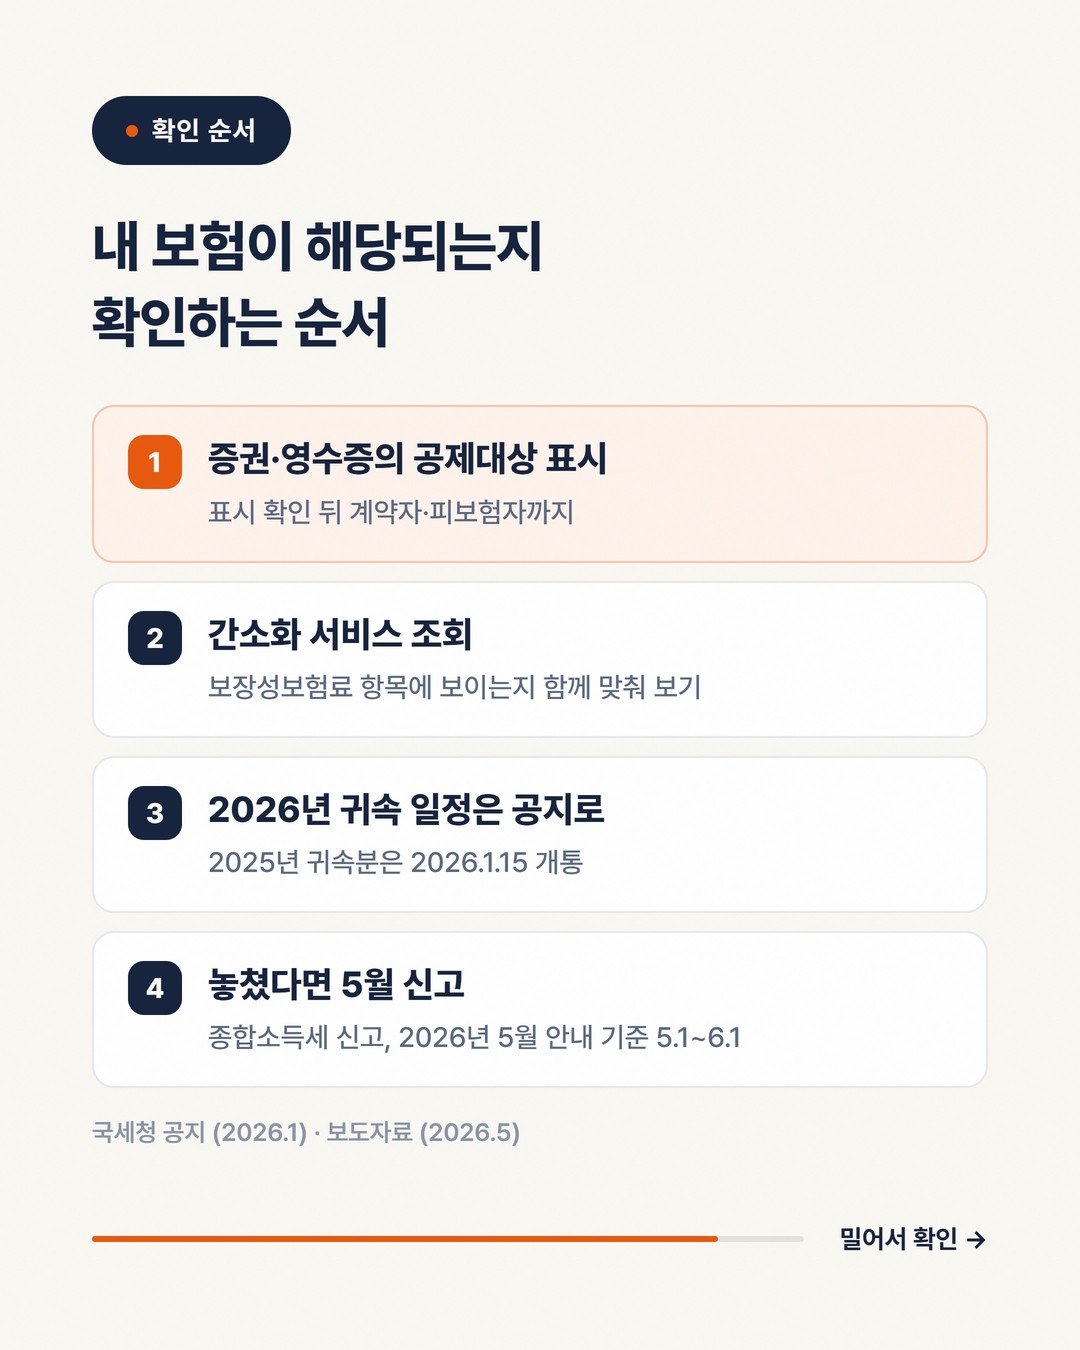 확인 순서
내 보험이 해당되는지
확인하는 순서
1
증권·영수증의 공제대상 표시
표시 확인 뒤 계약자·피보험자까지
2
간소화 서비스 조회
보장성보험료 항목에 보이는지 함께 맞춰 보기
3
2026년 귀속 일정은 공지로
2025년 귀속분은 2026.1.15 개통
4
놓쳤다면 5월 신고
종합소득세 신고, 2026년 5월 안내 기준 5.1~6.1
국세청 공지 (2026.1) · 보도자료 (2026.5)
밀어서 확인 →